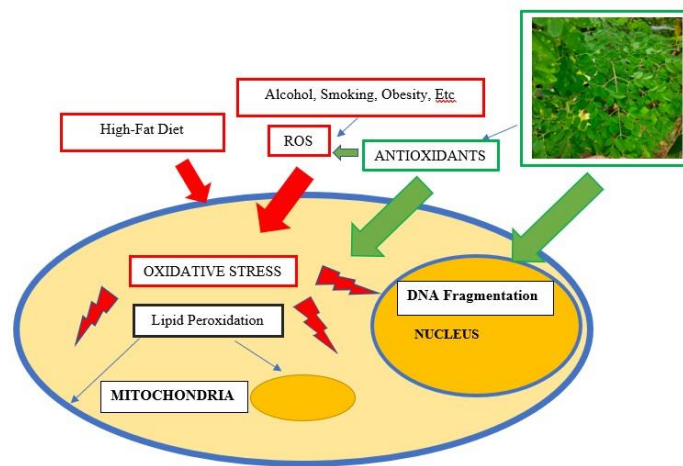 Alcohol, Smoking, Obesity, Etc
High-Fat Diet
ROS
ANTIOXIDANTS
OXIDATIVE STRESS
DNA Fragmentation
Lipid Peroxidation
NUCLEUS
MITOCHONDRIA